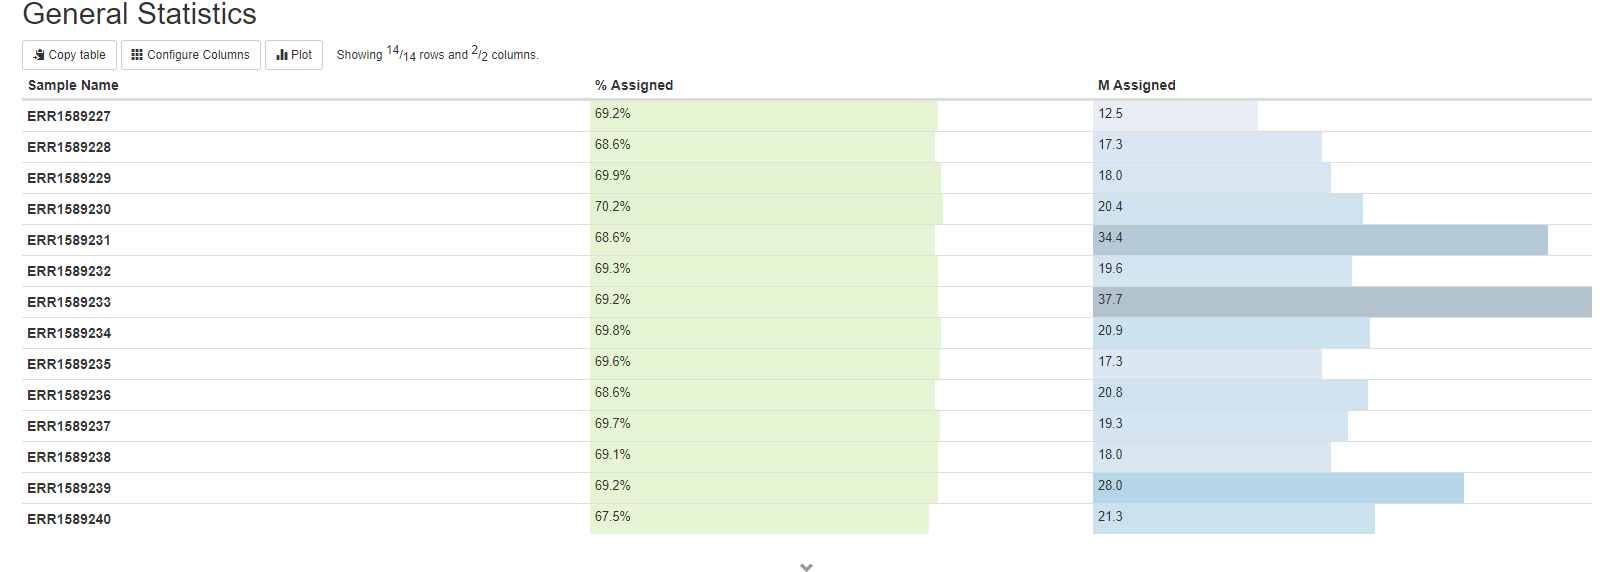 General Statistics
Copy table Configure Columns Plot Showing 14/14 rows and 2/2 columns.
Sample Name % Assigned M Assigned
ERR1589227 69.2% 12.5
ERR1589228 68.6% 17.3
ERR1589229 69.9% 18.0
ERR1589230 70.2% 20.4
ERR1589231 68.6% 34.4
ERR1589232 69.3% 19.6
ERR1589233 69.2% 37.7
ERR1589234 69.8% 20.9
ERR1589235 69.6% 17.3
ERR1589236 68.6% 20.8
ERR1589237 69.7% 19.3
ERR1589238 69.1% 18.0
ERR1589239 69.2% 28.0
ERR1589240 67.5% 21.3